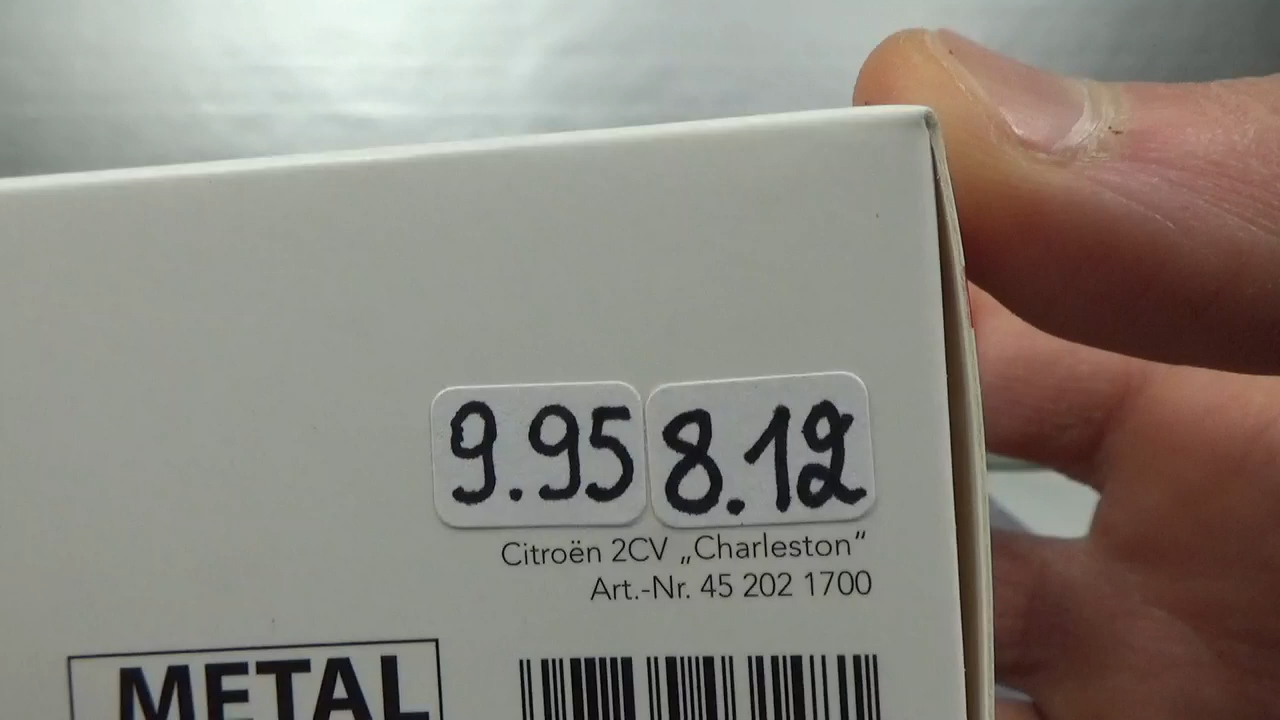 9.95 8.12
Citroën 2CV „Charleston“
Art.-Nr. 45 202 1700
METAL